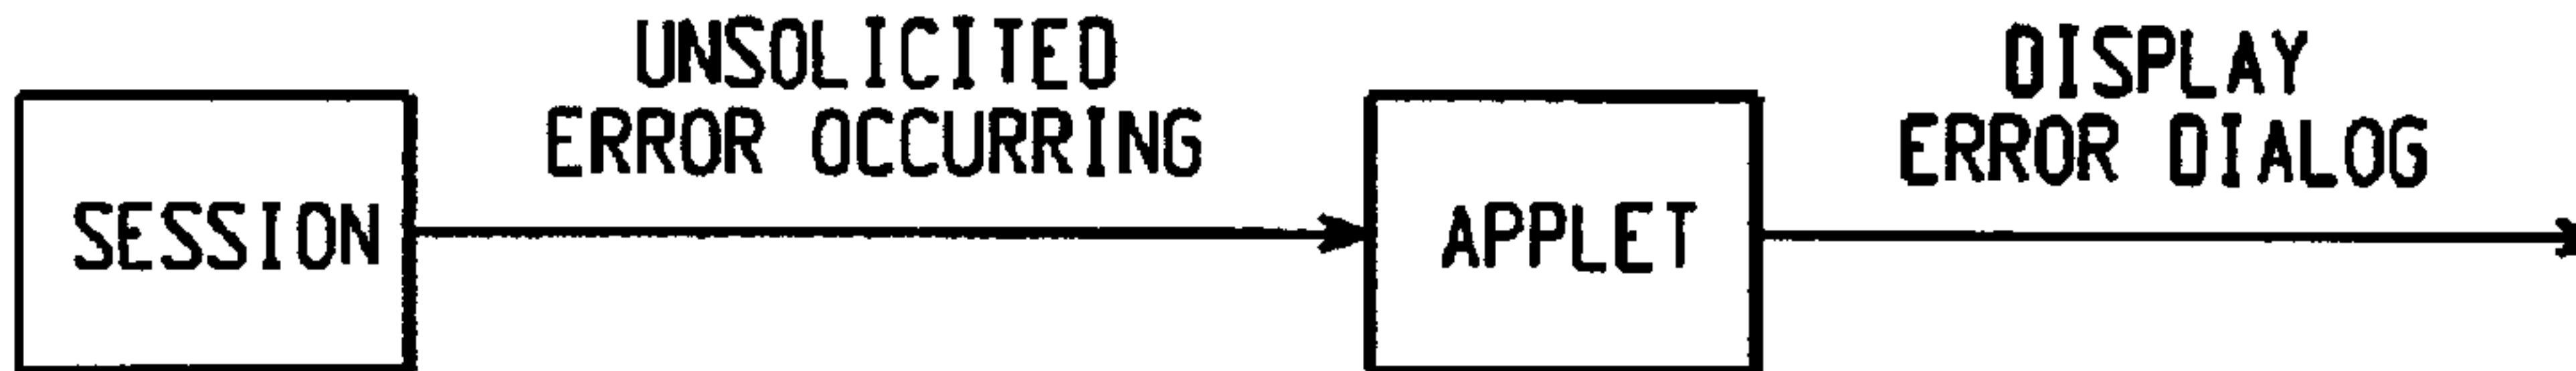 UNSOLICITED
ERROR OCCURRING
DISPLAY
ERROR DIALOG
SESSION
APPLET